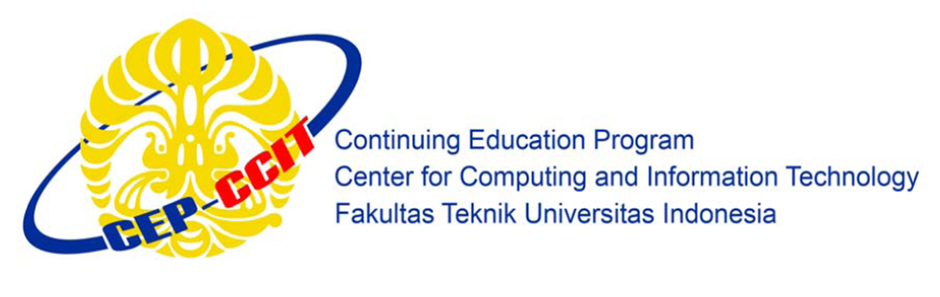 CEP-CCIT
Continuing Education Program
Center for Computing and Information Technology
Fakultas Teknik Universitas Indonesia